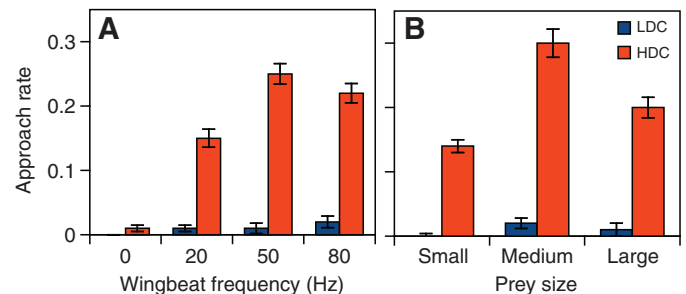 A
B
LDC
HDC
Approach rate
0.3
0.2
0.1
0
0 20 50 80
Wingbeat frequency (Hz)
Small Medium Large
Prey size